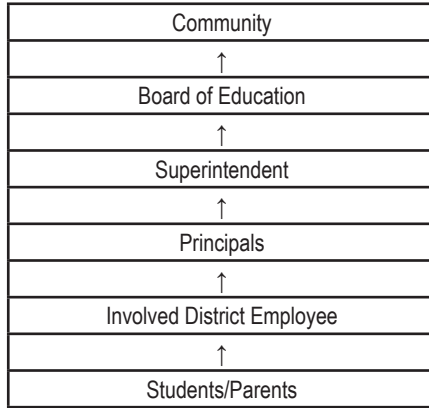 Community
↑
Board of Education
↑
Superintendent
↑
Principals
↑
Involved District Employee
↑
Students/Parents